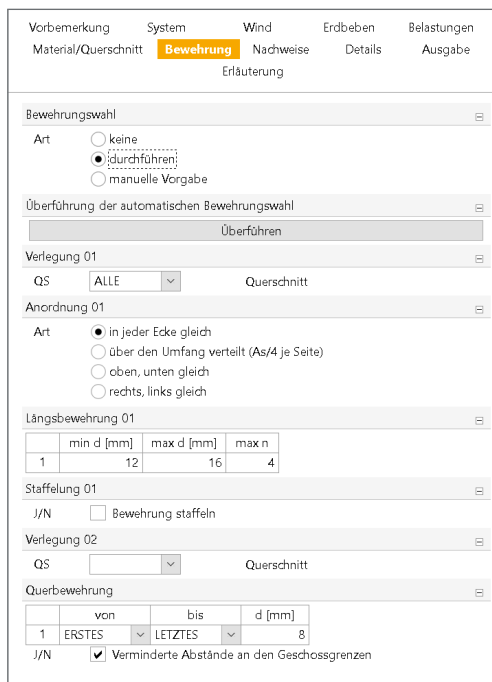 Vorbemerkung System Wind Erdbeben Belastungen
Material/Querschnitt Bewehrung Nachweise Details Ausgabe
Erläuterung
Bewehrungswahl
Art keine
durchführen
manuelle Vorgabe
Überführung der automatischen Bewehrungswahl
Überführen
Verlegung 01
QS ALLE Querschnitt
Anordnung 01
Art in jeder Ecke gleich
über den Umfang verteilt (As/4 je Seite)
oben, unten gleich
rechts, links gleich
Längsbewehrung 01
min d [mm] max d [mm] max n
1 12 16 4
Staffelung 01
J/N Bewehrung staffeln
Verlegung 02
QS Querschnitt
Querbewehrung
von bis d [mm]
1 ERSTES LETZTES 8
J/N Verminderte Abstände an den Geschossgrenzen